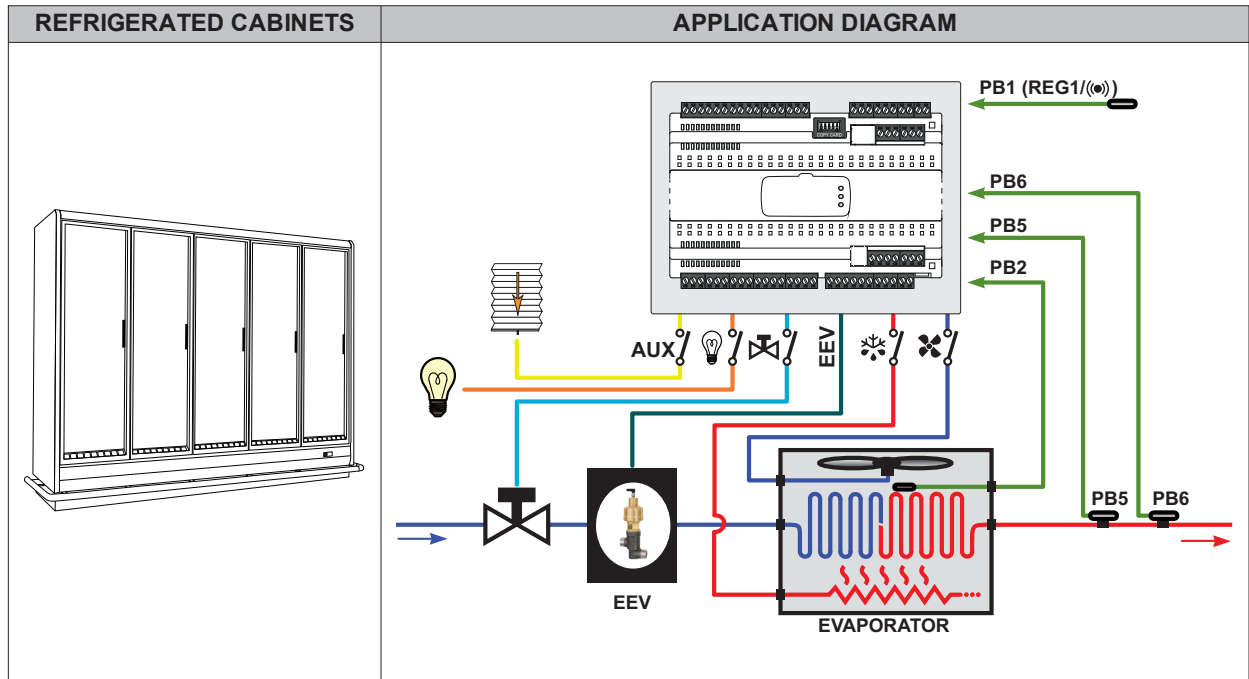 REFRIGERATED CABINETS
APPLICATION DIAGRAM
PB1 (REG1/ )
COPY CARD
PB6
PB5
PB2
AUX
EEV
PB5
PB6
EEV
EVAPORATOR